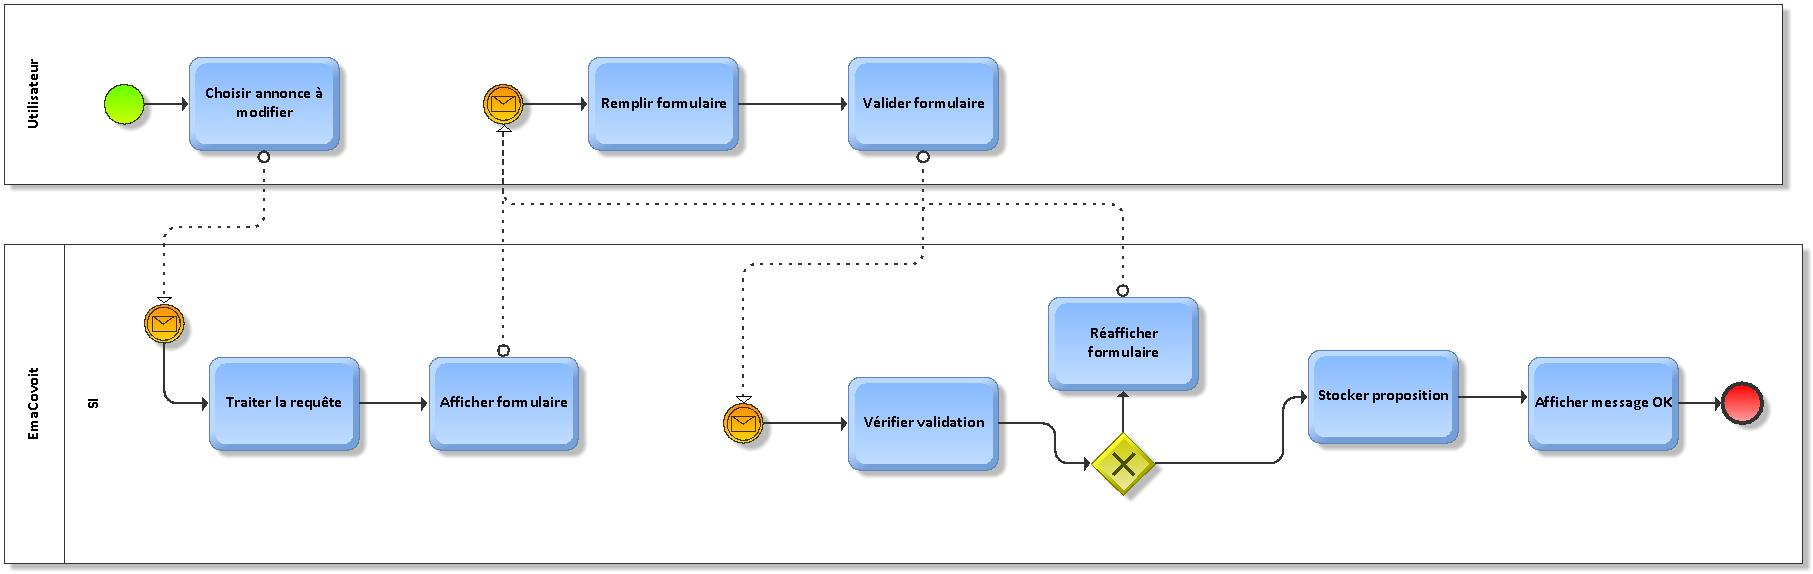 Utilisateur
Choisir annonce à
modifier
Remplir formulaire
Valider formulaire
EmaCovoit
SI
Traiter la requête
Afficher formulaire
Vérifier validation
Réafficher
formulaire
Stocker proposition
Afficher message OK